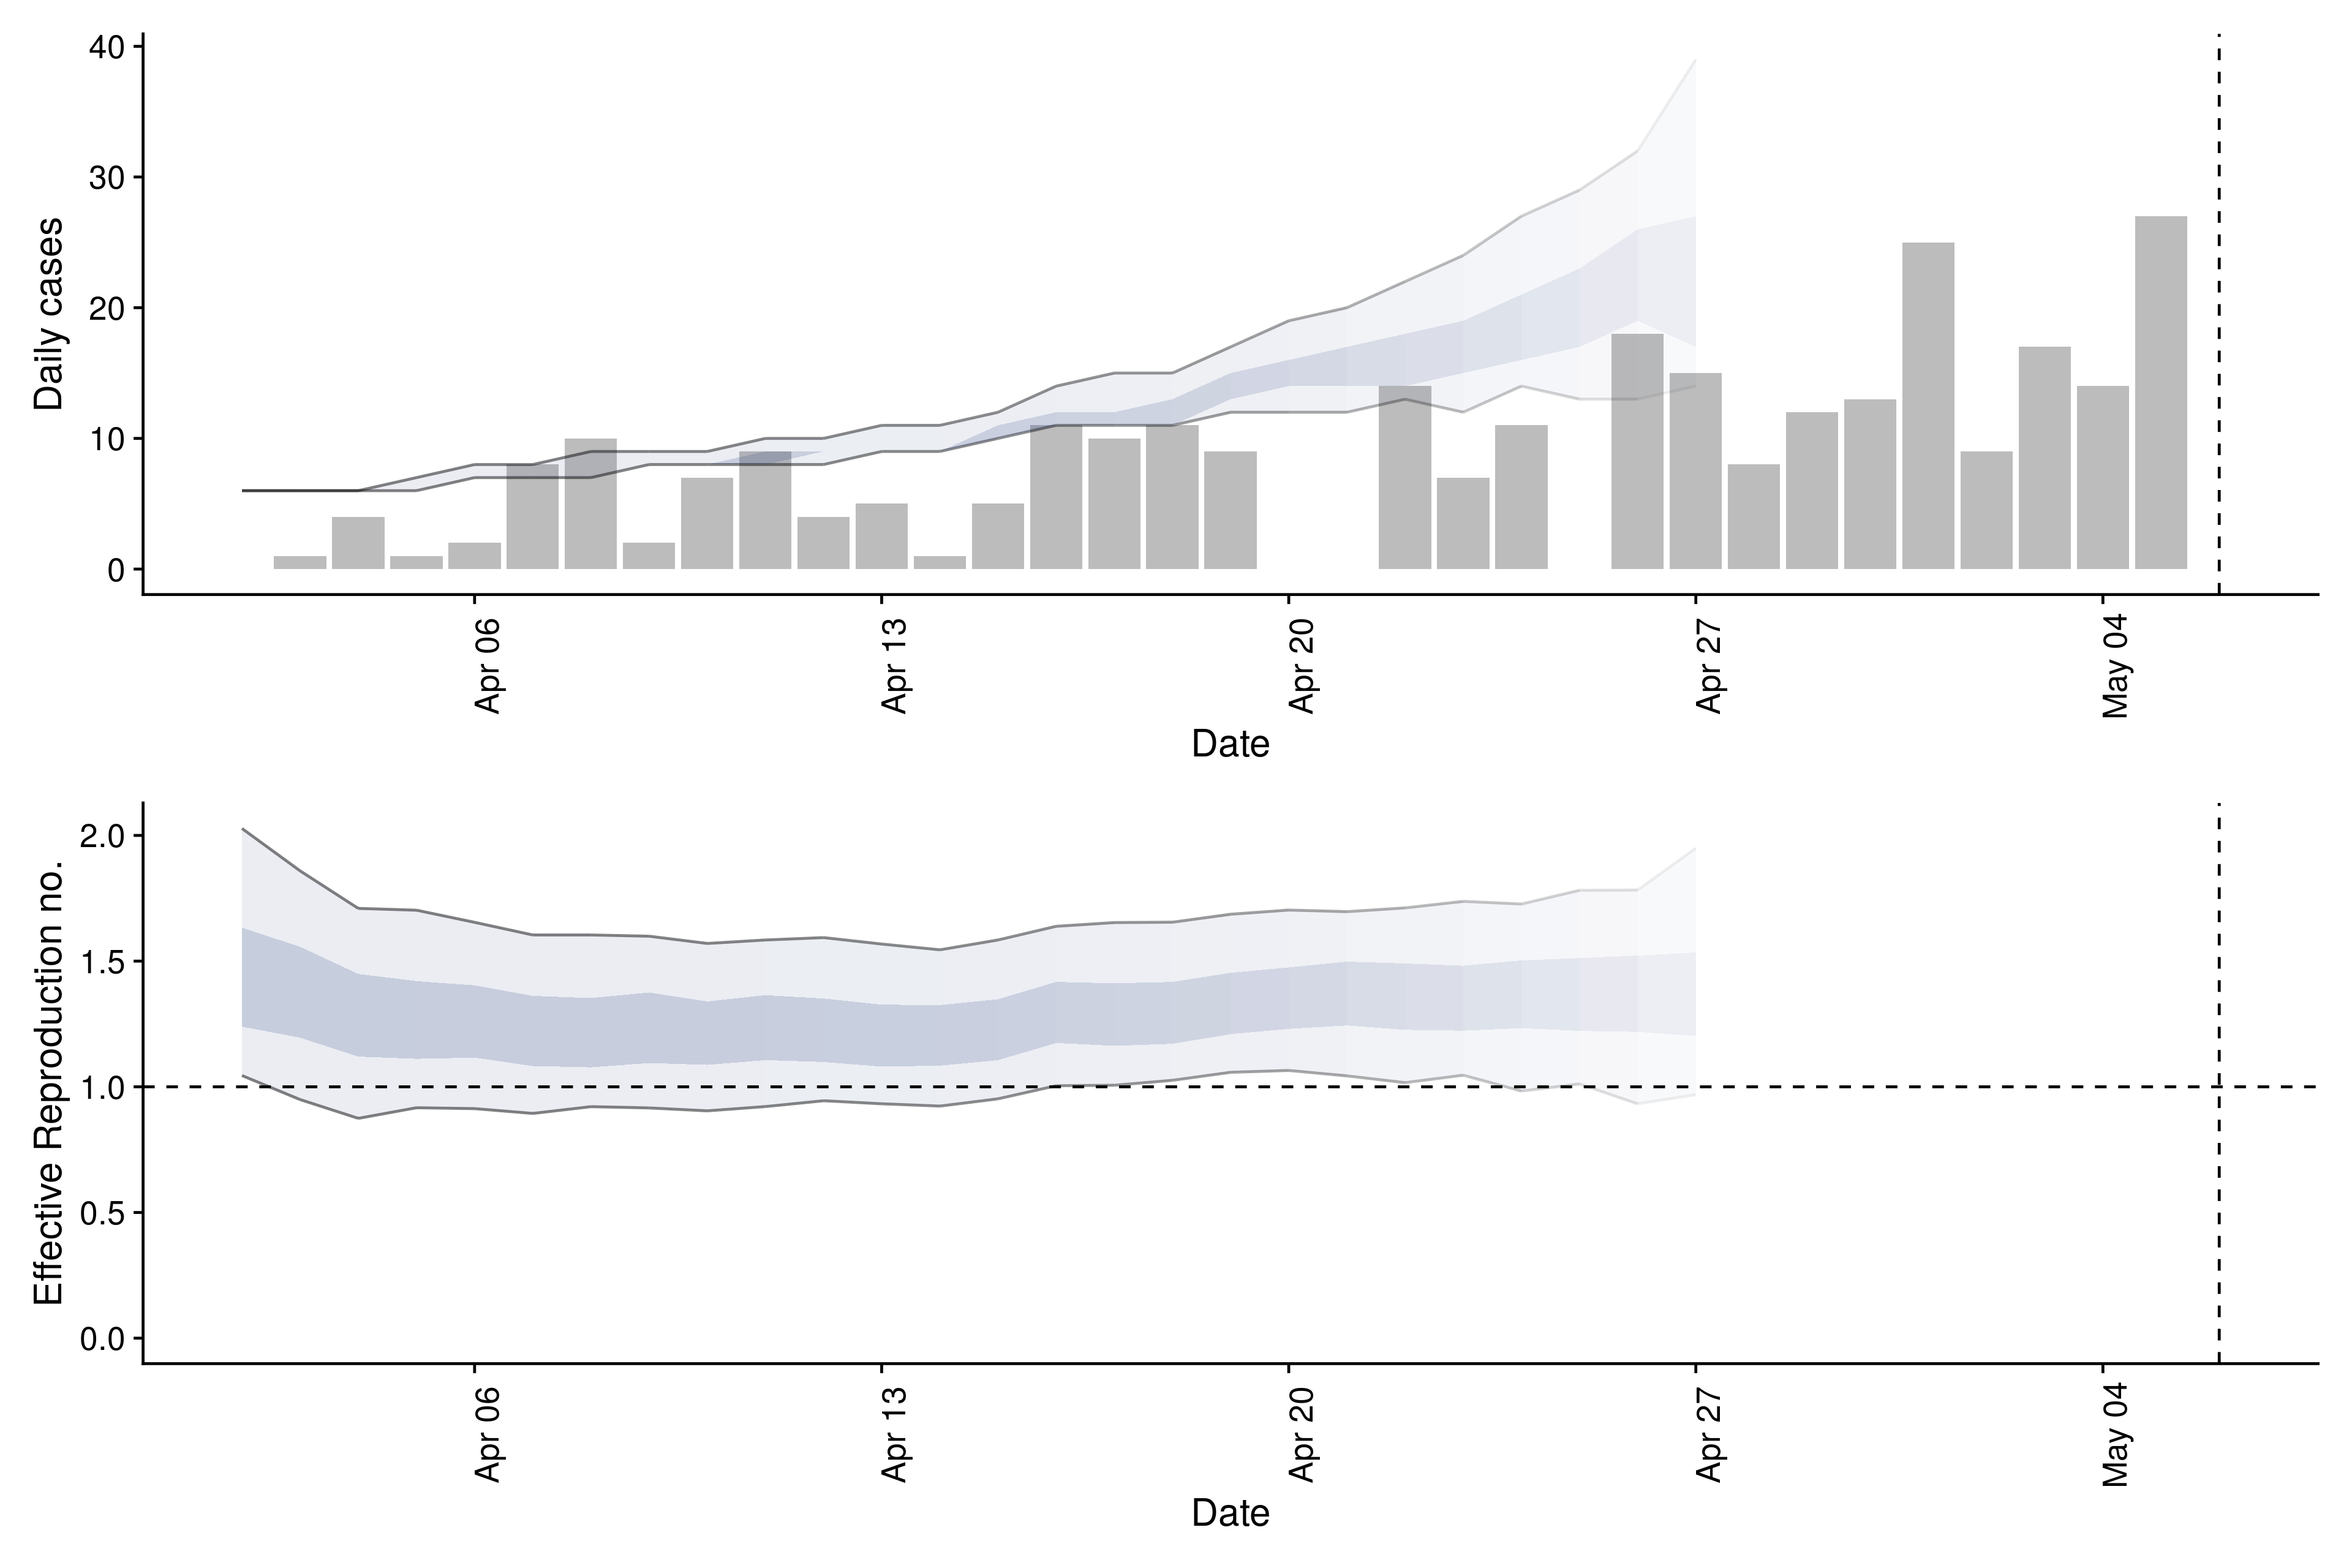 Daily cases
40
30
20
10
0
Apr 06
Apr 13
Apr 20
Apr 27
May 04
Date
Effective Reproduction no.
2.0
1.5
1.0
0.5
0.0
Apr 06
Apr 13
Apr 20
Apr 27
May 04
Date